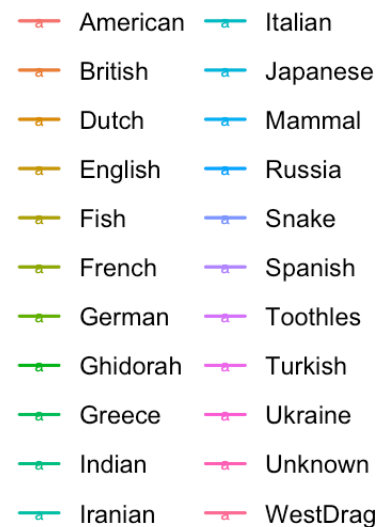 a American
a British
a Dutch
a English
a Fish
a French
a German
a Ghidorah
a Greece
a Indian
a Iranian
a Italian
a Japanese
a Mammal
a Russia
a Snake
a Spanish
a Toothles
a Turkish
a Ukraine
a Unknown
a WestDrag